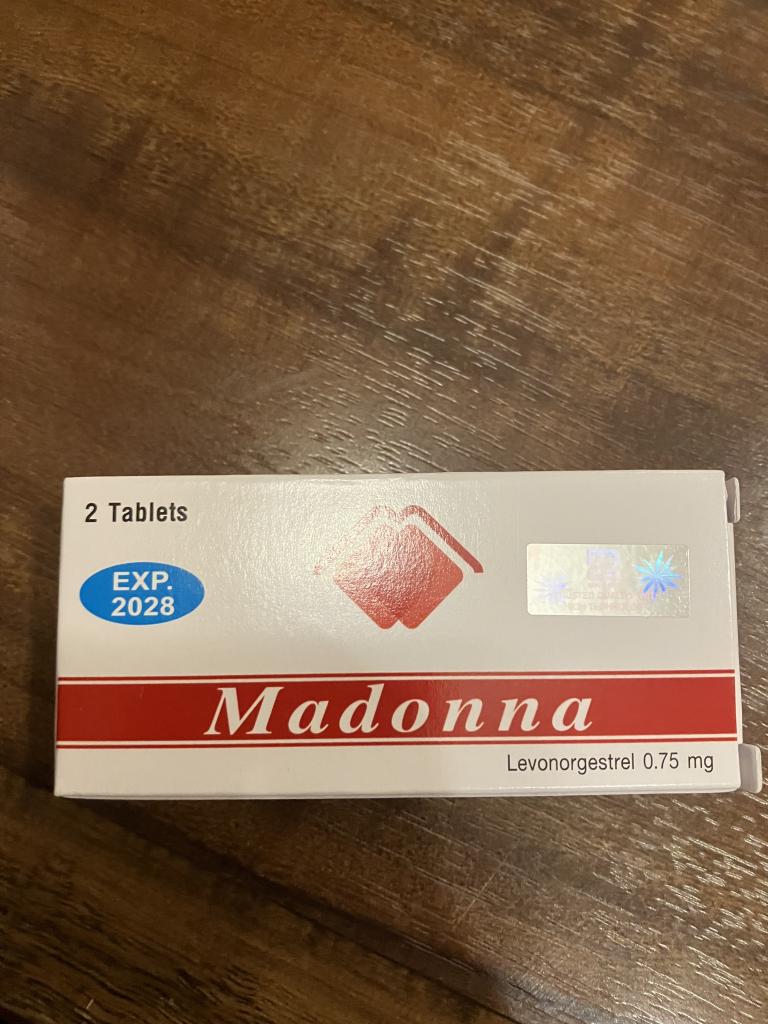 2 Tablets
EXP.
2028
Madonna
Levonorgestrel 0.75 mg